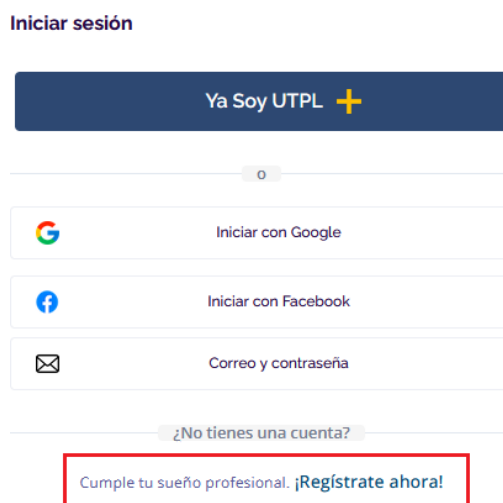 Iniciar sesión
Ya Soy UTPL
o
Iniciar con Google
Iniciar con Facebook
Correo y contraseña
¿No tienes una cuenta?
Cumple tu sueño profesional. ¡Regístrate ahora!